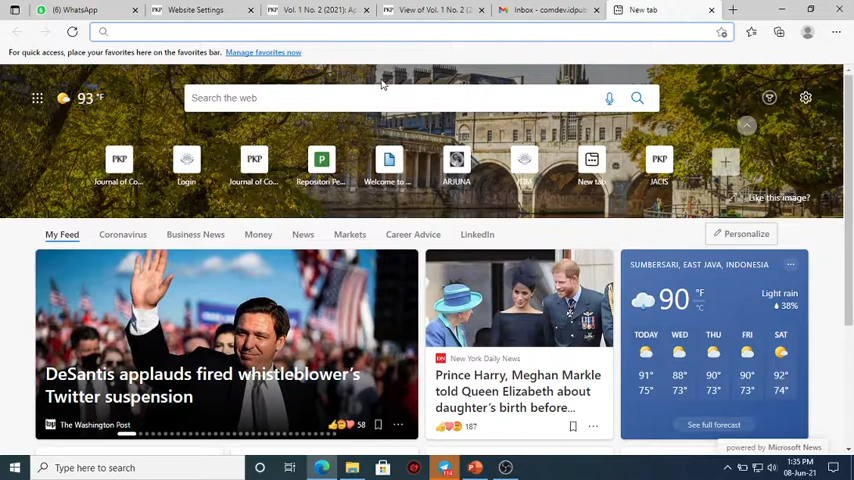 (6) WhatsApp
Website Settings
Vol. 1 No. 2 (2021): Ap
View of Vol. 1 No. 2 (2
Inbox - comdev.idpub
New tab
For quick access, place your favorites here on the favorites bar. Manage favorites now
93 °F
Search the web
PKP
Journal of Co...
Login
PKP
Journal of Co...
P
Repositori Pe...
Welcome to ...
ARJUNA
New tab
PKP
JACIS
Like this image?
My Feed
Coronavirus
Business News
Money
News
Markets
Career Advice
LinkedIn
Personalize
DeSantis applauds fired whistleblower's
Twitter suspension
wp The Washington Post
58
DN New York Daily News
Prince Harry, Meghan Markle
told Queen Elizabeth about
daughter's birth before...
187
SUMBERSARI, EAST JAVA, INDONESIA
90 °F
°C
Light rain
38%
TODAY WED THU FRI SAT
91° 88° 90° 90° 92°
75° 73° 73° 73° 74°
See full forecast
powered by Microsoft News
Type here to search
114
1:35 PM
08-Jun-21